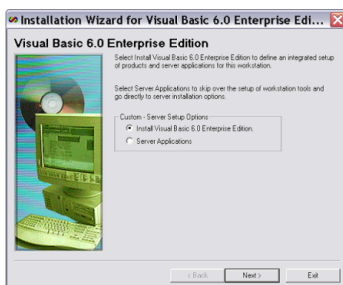 Installation Wizard for Visual Basic 6.0 Enterprise Edi...
Visual Basic 6.0 Enterprise Edition
Select Install Visual Basic 6.0 Enterprise Edition to define an integrated setup
of products and server applications for this workstation.
Select Server Applications to skip over the setup of workstation tools and
go directly to server installation options.
Custom - Server Setup Options
Install Visual Basic 6.0 Enterprise Edition.
Server Applications
< Back
Next >
Exit